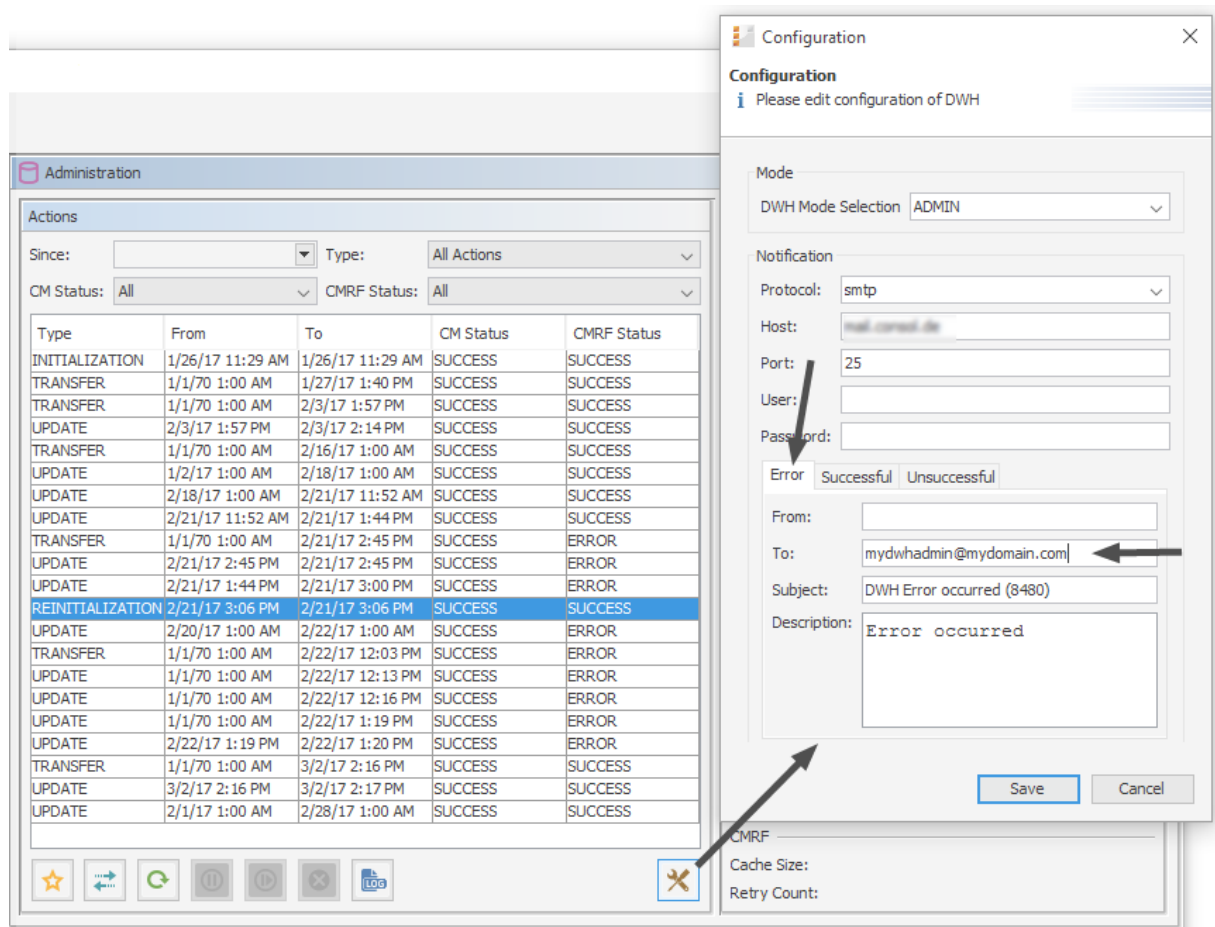 Configuration
Configuration
i Please edit configuration of DWH
Mode
DWH Mode Selection ADMIN
Notification
Protocol: smtp
Host:
Port: 25
User:
Password:
Error Successful Unsuccessful
From:
To: mydwhadmin@mydomain.com
Subject: DWH Error occurred (8480)
Description: Error occurred
Save Cancel
Administration
Actions
Since: Type: All Actions
CM Status: All CMRF Status: All
Type From To CM Status CMRF Status
INITIALIZATION 1/26/17 11:29 AM 1/26/17 11:29 AM SUCCESS SUCCESS
TRANSFER 1/1/70 1:00 AM 1/27/17 1:40 PM SUCCESS SUCCESS
TRANSFER 1/1/70 1:00 AM 2/3/17 1:57 PM SUCCESS SUCCESS
UPDATE 2/3/17 1:57 PM 2/3/17 2:14 PM SUCCESS SUCCESS
TRANSFER 1/1/70 1:00 AM 2/16/17 1:00 AM SUCCESS SUCCESS
UPDATE 1/2/17 1:00 AM 2/18/17 1:00 AM SUCCESS SUCCESS
UPDATE 2/18/17 1:00 AM 2/21/17 11:52 AM SUCCESS SUCCESS
UPDATE 2/21/17 11:52 AM 2/21/17 1:44 PM SUCCESS SUCCESS
TRANSFER 1/1/70 1:00 AM 2/21/17 2:45 PM SUCCESS ERROR
UPDATE 2/21/17 2:45 PM 2/21/17 2:45 PM SUCCESS ERROR
UPDATE 2/21/17 1:44 PM 2/21/17 3:00 PM SUCCESS ERROR
REINITIALIZATION 2/21/17 3:06 PM 2/21/17 3:06 PM SUCCESS SUCCESS
UPDATE 2/20/17 1:00 AM 2/22/17 1:00 AM SUCCESS ERROR
TRANSFER 1/1/70 1:00 AM 2/22/17 12:03 PM SUCCESS ERROR
UPDATE 1/1/70 1:00 AM 2/22/17 12:13 PM SUCCESS ERROR
UPDATE 1/1/70 1:00 AM 2/22/17 12:16 PM SUCCESS ERROR
UPDATE 1/1/70 1:00 AM 2/22/17 1:19 PM SUCCESS ERROR
UPDATE 2/22/17 1:19 PM 2/22/17 1:20 PM SUCCESS ERROR
TRANSFER 1/1/70 1:00 AM 3/2/17 2:16 PM SUCCESS SUCCESS
UPDATE 3/2/17 2:16 PM 3/2/17 2:17 PM SUCCESS SUCCESS
UPDATE 2/1/17 1:00 AM 2/28/17 1:00 AM SUCCESS SUCCESS
LOG
CMRF
Cache Size:
Retry Count: